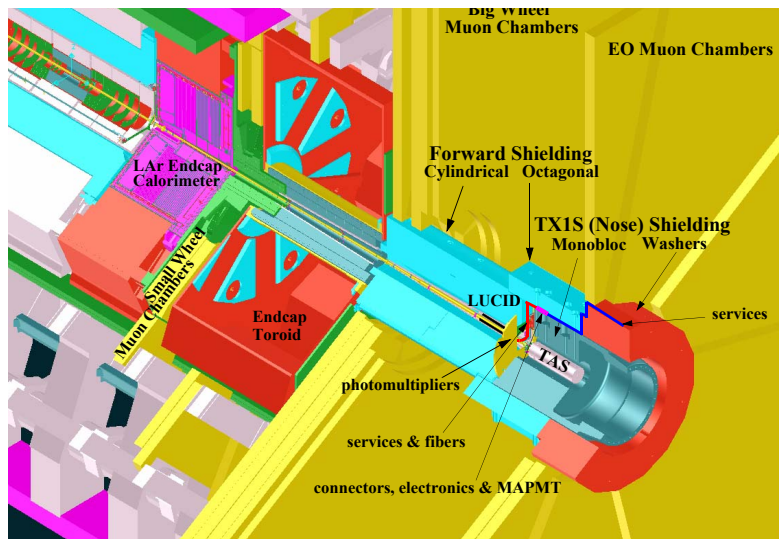 Big Wheel
Muon Chambers
EO Muon Chambers
Forward Shielding
Cylindrical Octagonal
LAr Endcap
Calorimeter
TX1S (Nose) Shielding
Monobloc Washers
Small Wheel
Muon Chambers
LUCID
Endcap
Toroid
services
TAS
photomultipliers
services & fibers
connectors, electronics & MAPMT